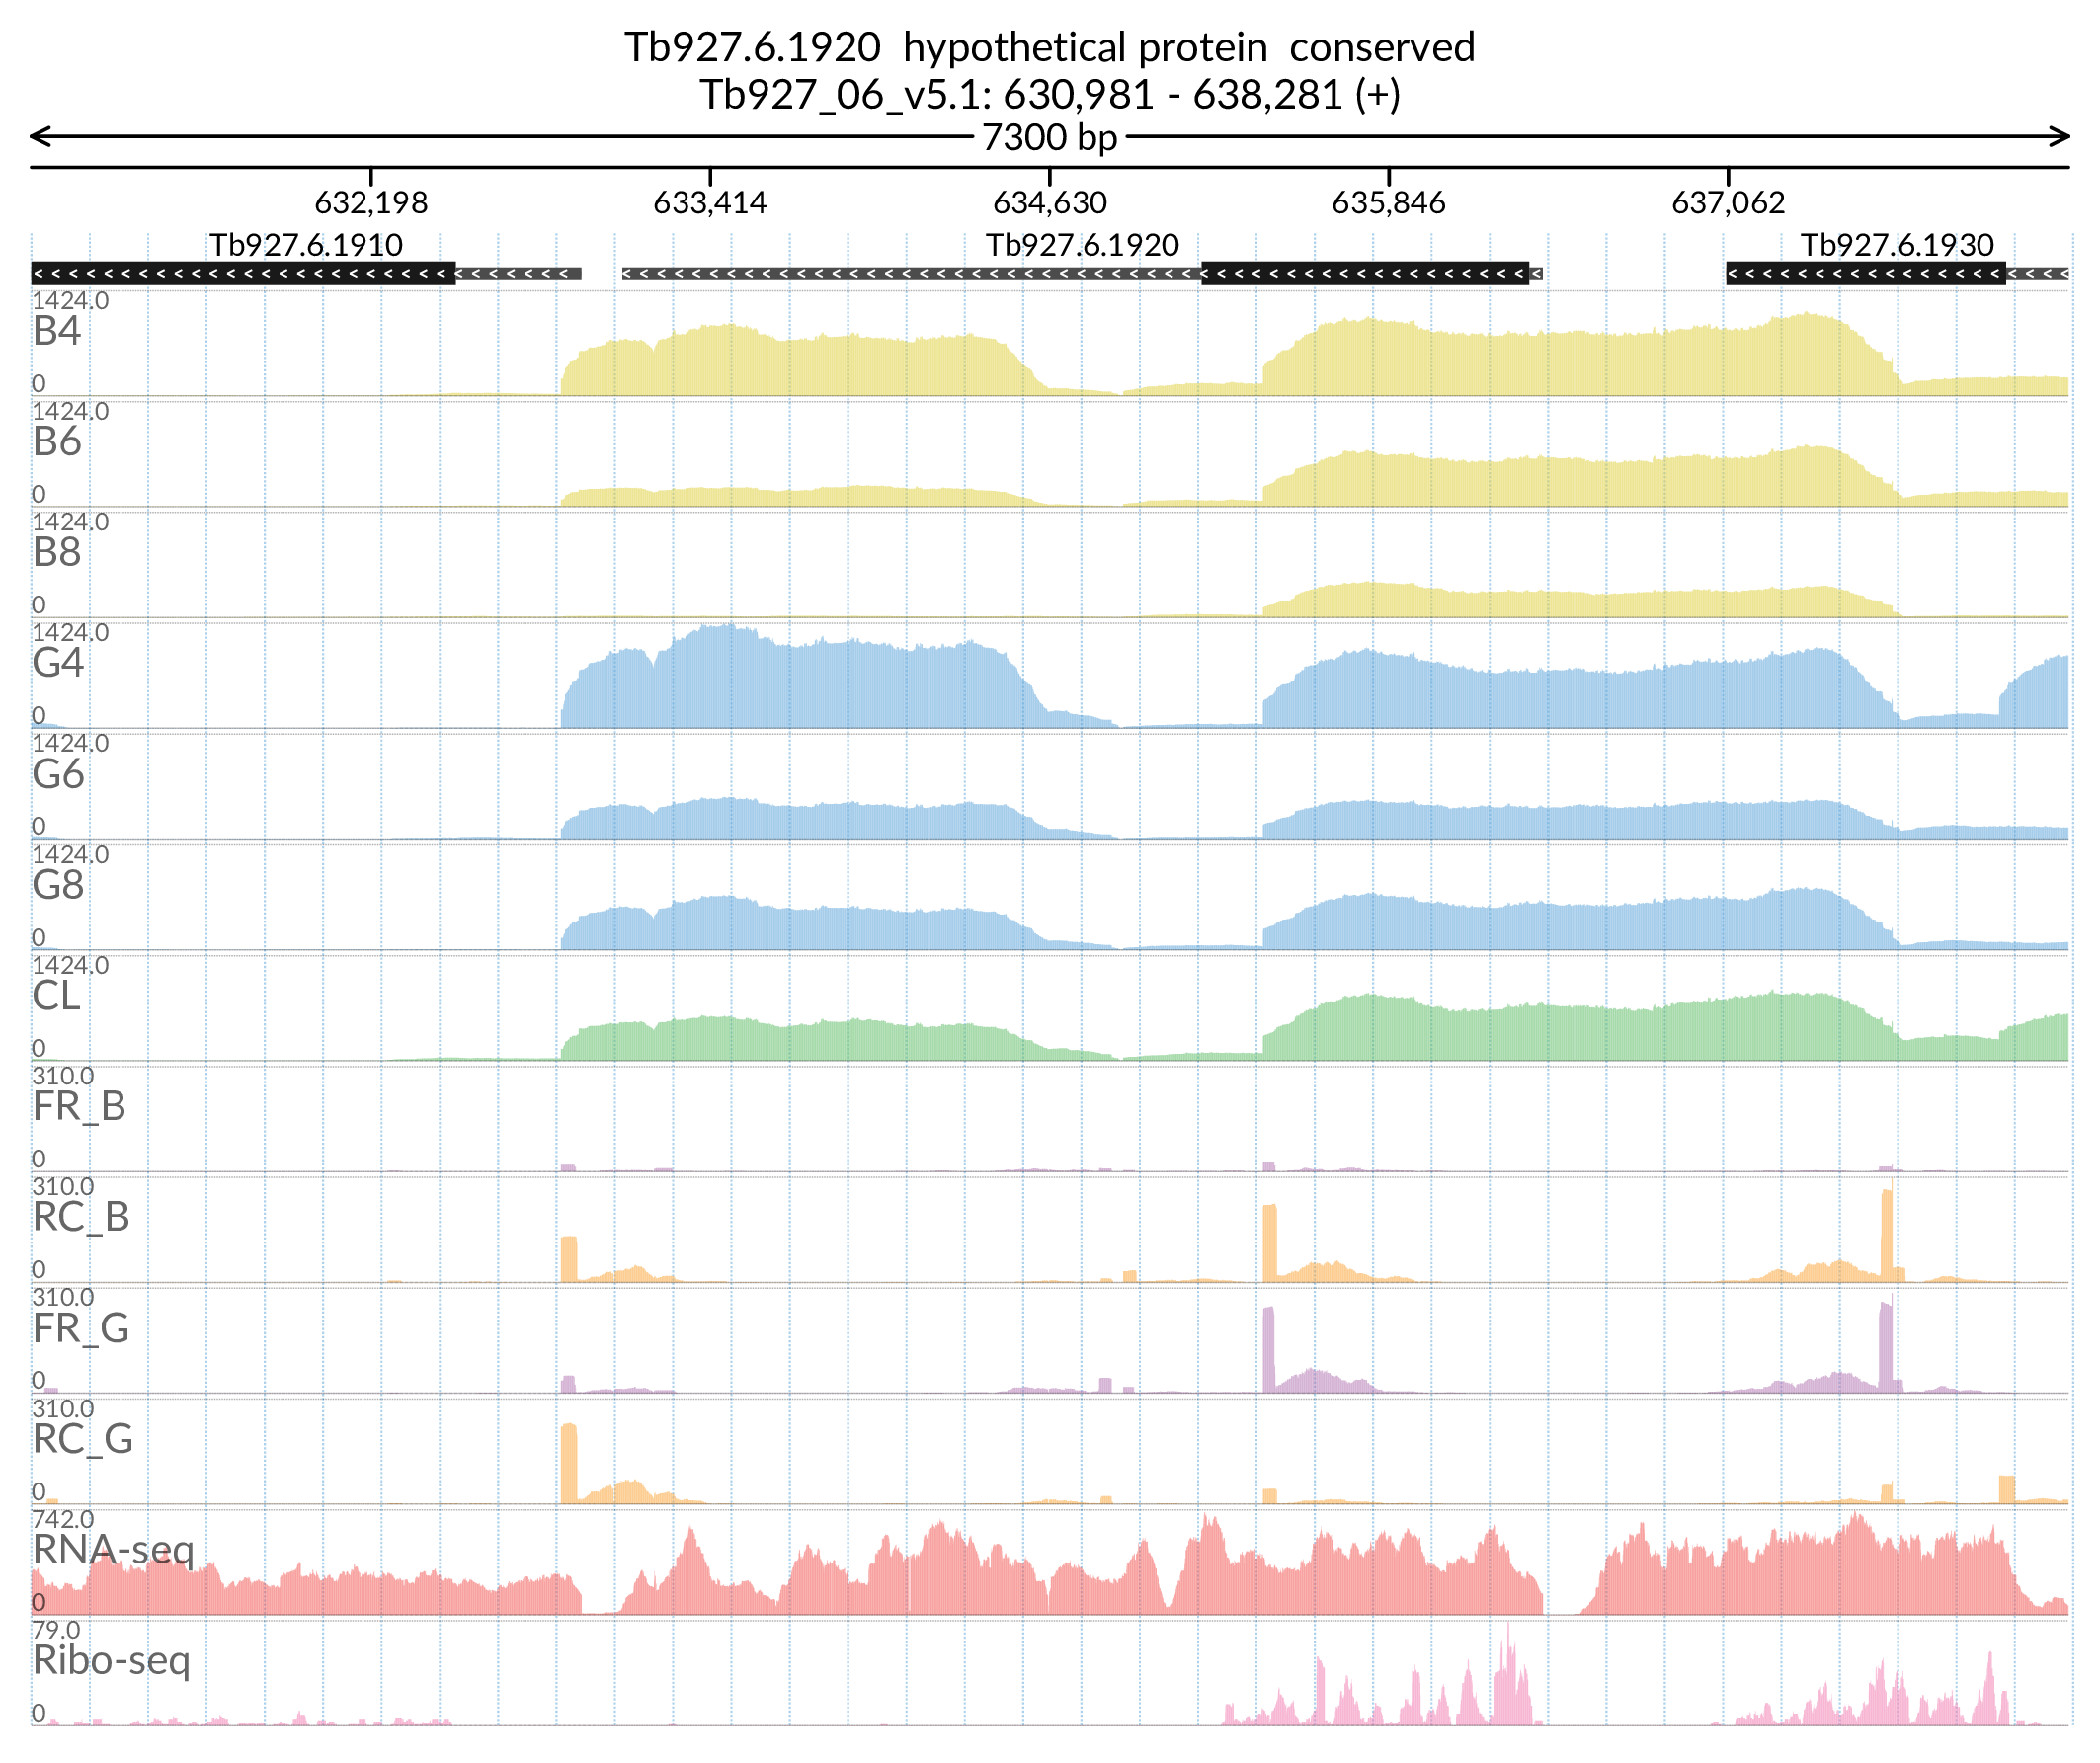 Tb927.6.1920  hypothetical protein  conserved
Tb927_06_v5.1: 630,981 - 638,281 (+)
7300 bp
632,198 633,414 634,630 635,846 637,062
Tb927.6.1910 Tb927.6.1920 Tb927.6.1930
1424.0
B4
0
1424.0
B6
0
1424.0
B8
0
1424.0
G4
0
1424.0
G6
0
1424.0
G8
0
1424.0
CL
0
310.0
FR_B
0
310.0
RC_B
0
310.0
FR_G
0
310.0
RC_G
0
742.0
RNA-seq
0
79.0
Ribo-seq
0